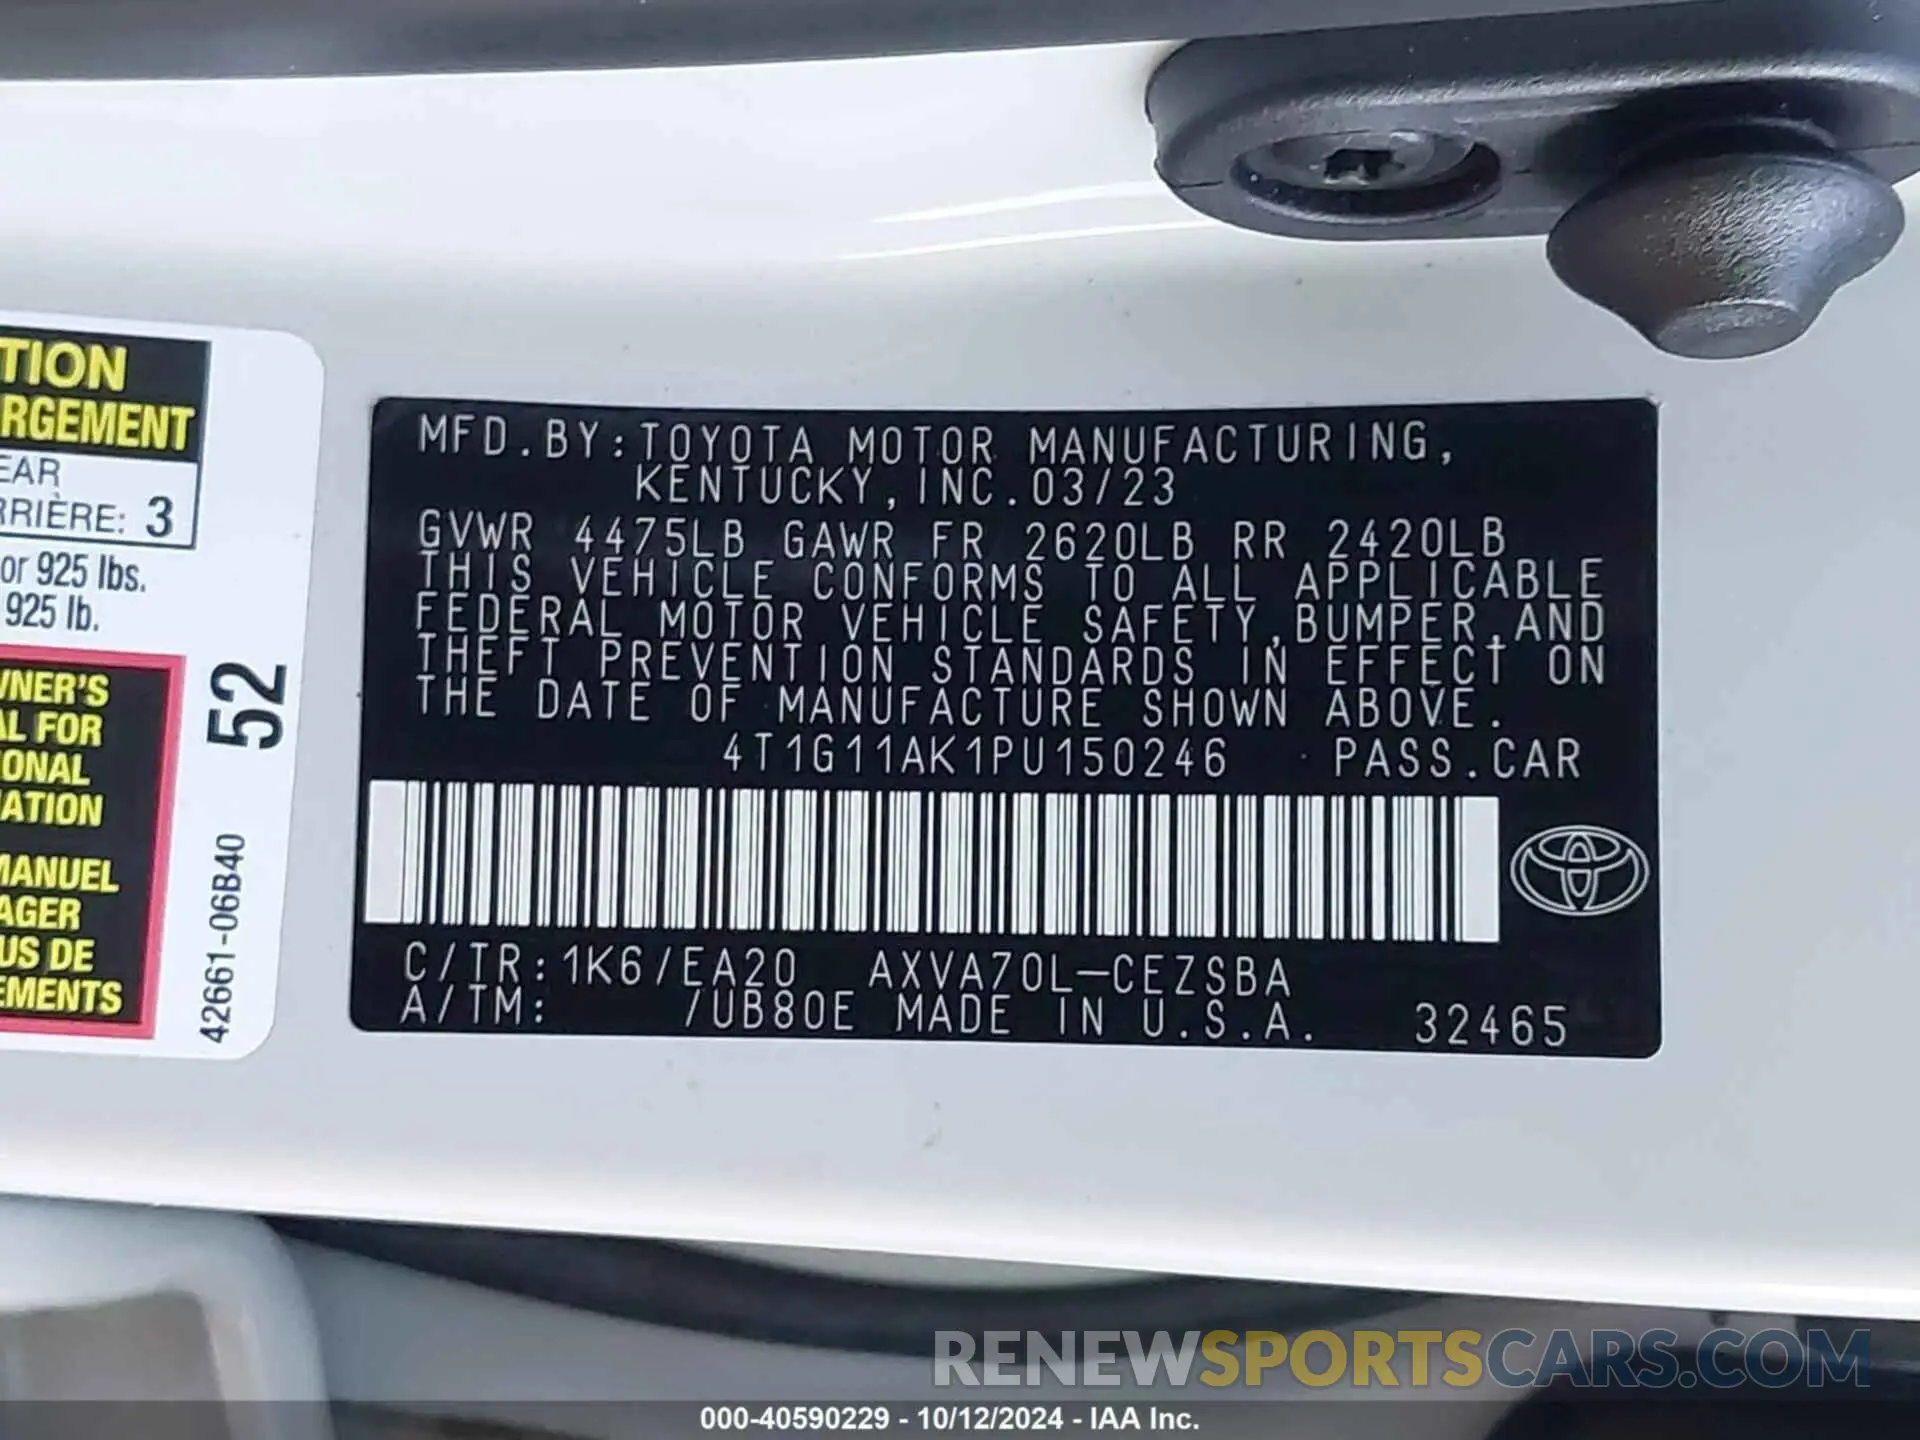 TION
RGEMENT
EAR
RRIÈRE: 3
or 925 lbs.
925 lb.
WNER'S
AL FOR
ONAL
ATION
MANUEL
AGER
US DE
EMENTS
52
42661-06B40
MFD.BY:TOYOTA MOTOR MANUFACTURING,
KENTUCKY,INC.03/23
GVWR 4475LB GAWR FR 2620LB RR 2420LB
THIS VEHICLE CONFORMS TO ALL APPLICABLE
FEDERAL MOTOR VEHICLE SAFETY,BUMPER,AND
THEFT PREVENTION STANDARDS IN EFFECT ON
THE DATE OF MANUFACTURE SHOWN ABOVE.
4T1G11AK1PU150246 PASS.CAR
C/TR:1K6/EA20 AXVA70L-CEZSBA
A/TM: /UB80E MADE IN U.S.A. 32465
RENEWSPORTSCARS.COM
000-40590229 - 10/12/2024 - IAA Inc.